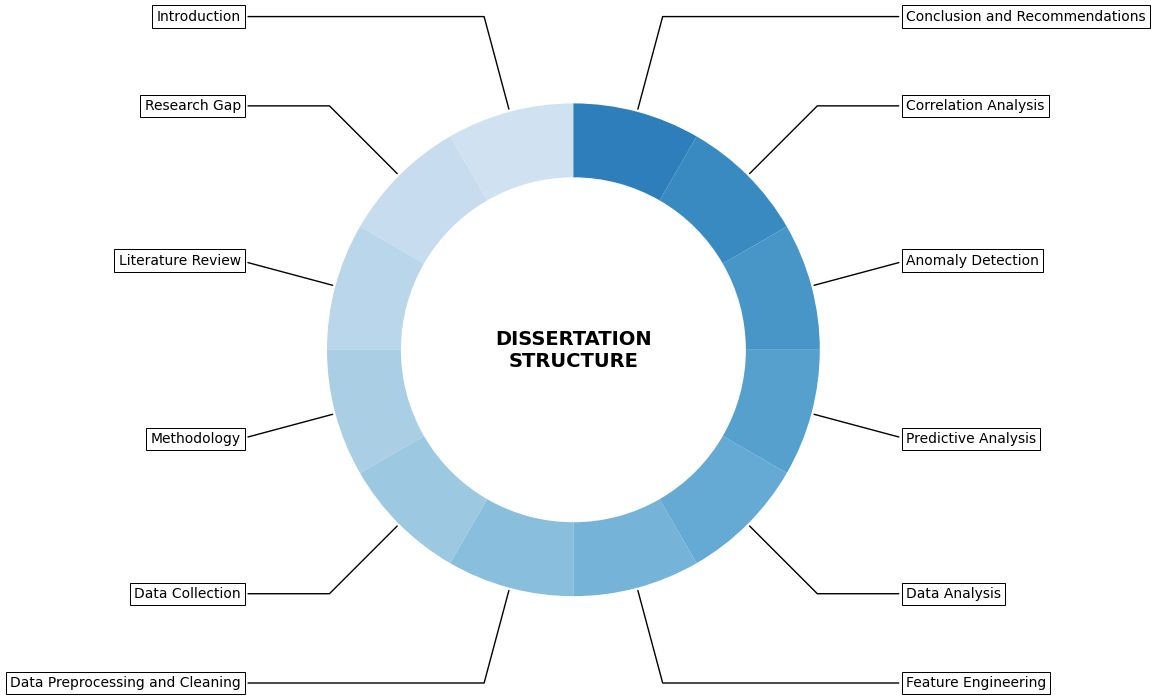 Introduction
Conclusion and Recommendations
Research Gap
Correlation Analysis
Literature Review
Anomaly Detection
DISSERTATION
STRUCTURE
Methodology
Predictive Analysis
Data Collection
Data Analysis
Data Preprocessing and Cleaning
Feature Engineering